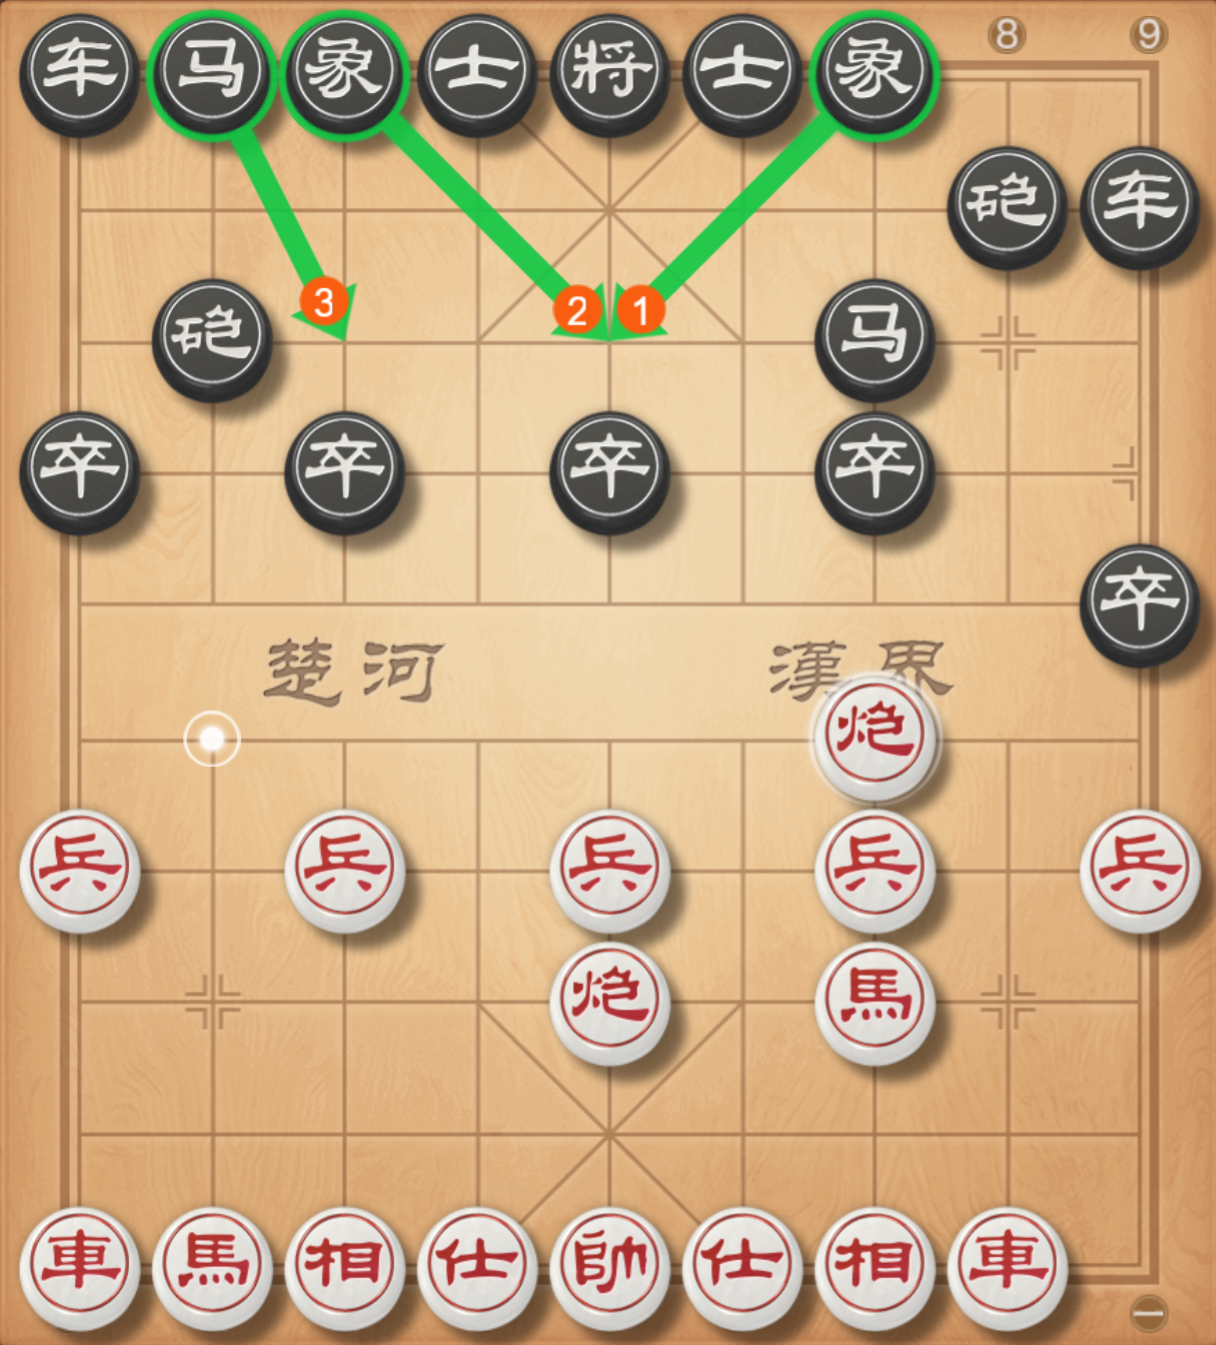 车 马 象 士 将 士 象 8 9
砲 车
3 2 1
砲 马
卒 卒 卒 卒
卒
楚河 漢界
炮
兵 兵 兵 兵 兵
炮 馬
車 馬 相 仕 帥 仕 相 車
一